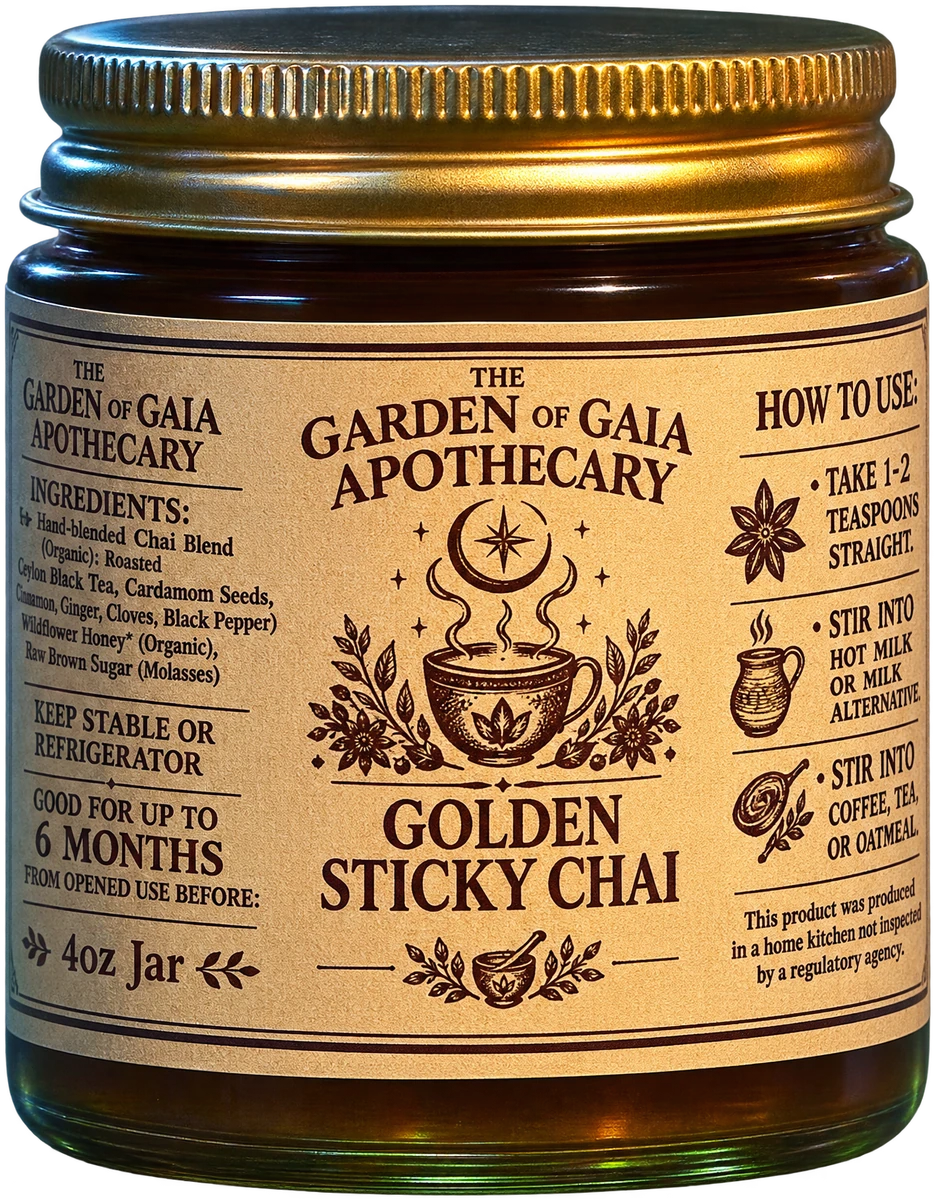 THE
GARDEN OF GAIA
APOTHECARY
INGREDIENTS:
Hand-blended Chai Blend
(Organic): Roasted
Ceylon Black Tea, Cardamom Seeds,
Cinnamon, Ginger, Cloves, Black Pepper)
Wildflower Honey* (Organic),
Raw Brown Sugar (Molasses)
KEEP STABLE OR
REFRIGERATOR
GOOD FOR UP TO
6 MONTHS
FROM OPENED USE BEFORE:
4oz Jar
THE
GARDEN OF GAIA
APOTHECARY
GOLDEN
STICKY CHAI
HOW TO USE:
• TAKE 1-2
TEASPOONS
STRAIGHT.
• STIR INTO
HOT MILK
OR MILK
ALTERNATIVE.
• STIR INTO
COFFEE, TEA,
OR OATMEAL.
This product was produced
in a home kitchen not inspected
by a regulatory agency.